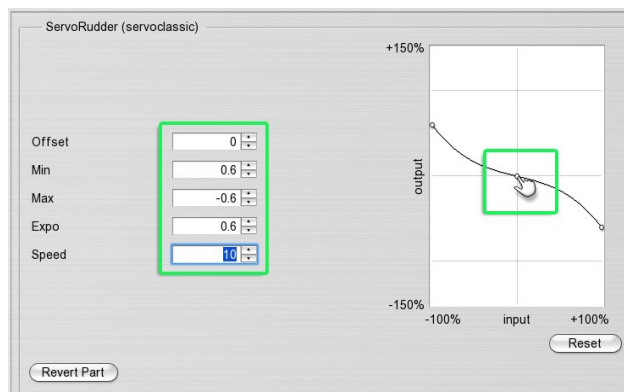 ServoRudder (servoclassic)
Offset 0
Min 0.6
Max -0.6
Expo 0.6
Speed 10
+150%
output
-150%
-100% input +100%
Reset
Revert Part